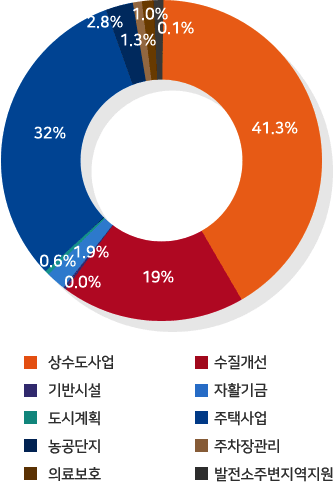 2.8%
1.0%
0.1%
1.3%
41.3%
32%
1.9%
0.6%
0.0%
19%
상수도사업
수질개선
기반시설
자활기금
도시계획
주택사업
농공단지
주차장관리
의료보호
발전소주변지역지원